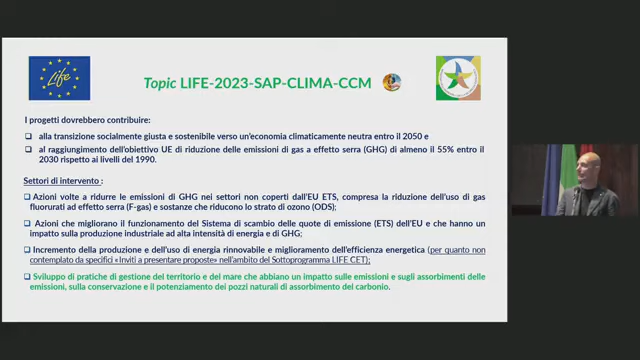 Life
Topic LIFE-2023-SAP-CLIMA-CCM
I progetti dovrebbero contribuire:
alla transizione socialmente giusta e sostenibile verso un'economia climaticamente neutra entro il 2050 e
al raggiungimento dell'obiettivo UE di riduzione delle emissioni di gas a effetto serra (GHG) di almeno il 55% entro il
2030 rispetto ai livelli del 1990.
Settori di intervento :
Azioni volte a ridurre le emissioni di GHG nei settori non coperti dall'EU ETS, compresa la riduzione dell'uso di gas
fluorurati ad effetto serra (F-gas) e sostanze che riducono lo strato di ozono (ODS);
Azioni che migliorano il funzionamento del Sistema di scambio delle quote di emissione (ETS) dell'EU e che hanno un
impatto sulla produzione industriale ad alta intensità di energia e di GHG;
Incremento della produzione e dell'uso di energia rinnovabile e miglioramento dell'efficienza energetica (per quanto non
contemplato da specifici «Inviti a presentare proposte» nell'ambito del Sottoprogramma LIFE CET);
Sviluppo di pratiche di gestione del territorio e del mare che abbiano un impatto sulle emissioni e sugli assorbimenti delle
emissioni, sulla conservazione e il potenziamento dei pozzi naturali di assorbimento del carbonio.